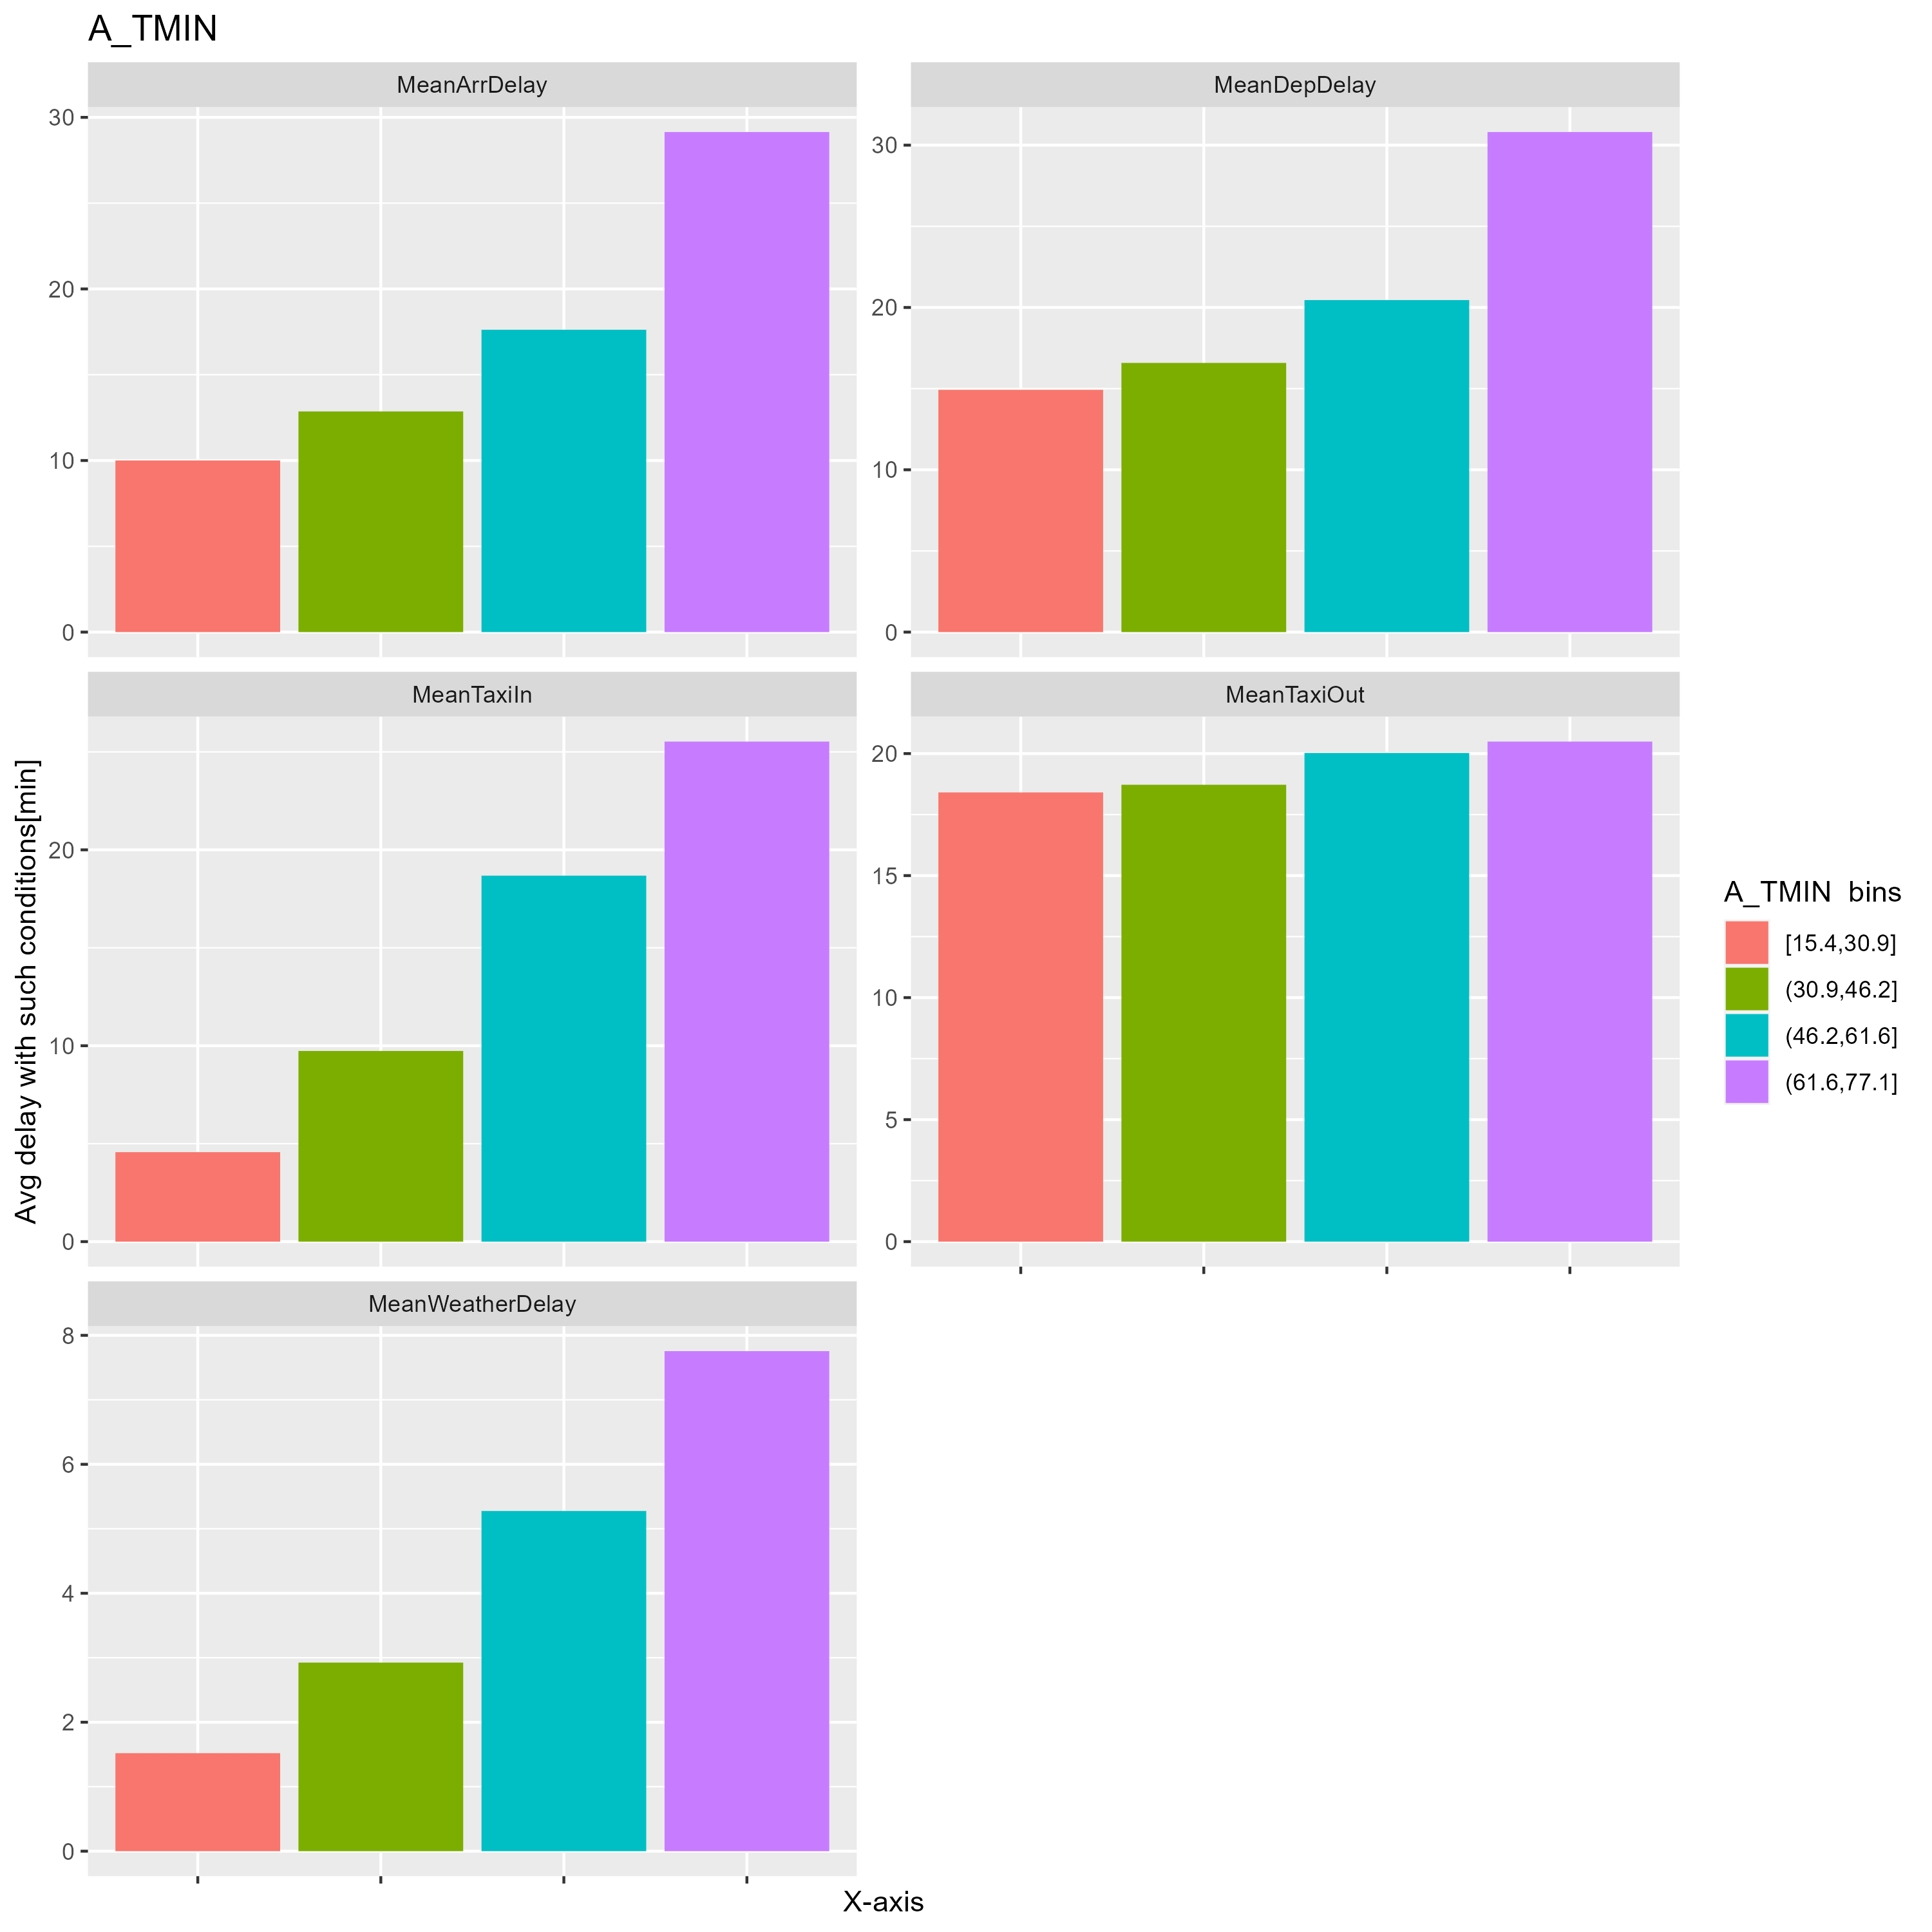 A_TMIN
MeanArrDelay
MeanDepDelay
30
20
10
0
30
20
10
0
MeanTaxiIn
MeanTaxiOut
20
10
0
20
15
10
5
0
MeanWeatherDelay
8
6
4
2
0
Avg delay with such conditions[min]
X-axis
A_TMIN  bins
[15.4,30.9]
(30.9,46.2]
(46.2,61.6]
(61.6,77.1]